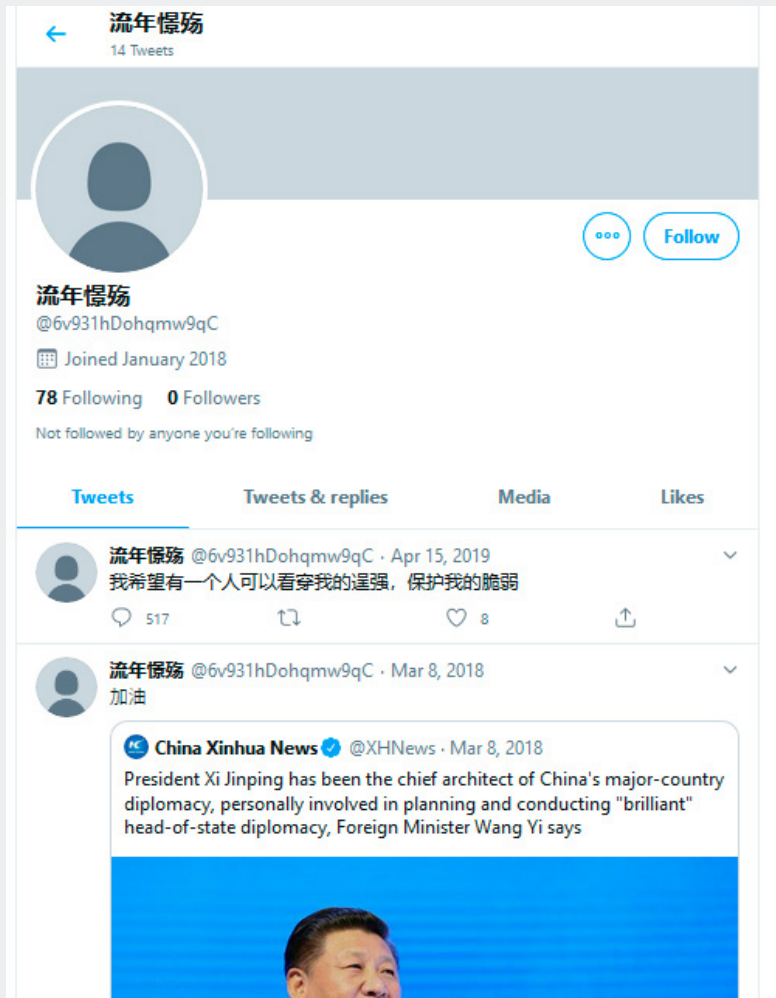 流年憬殇
14 Tweets
Follow
流年憬殇
@6v931hDohqmw9qC
Joined January 2018
78 Following 0 Followers
Not followed by anyone you're following
Tweets Tweets & replies Media Likes
流年憬殇 @6v931hDohqmw9qC · Apr 15, 2019
我希望有一个人可以看穿我的逞强，保护我的脆弱
517 8
流年憬殇 @6v931hDohqmw9qC · Mar 8, 2018
加油
China Xinhua News @XHNews · Mar 8, 2018
President Xi Jinping has been the chief architect of China's major-country
diplomacy, personally involved in planning and conducting "brilliant"
head-of-state diplomacy, Foreign Minister Wang Yi says